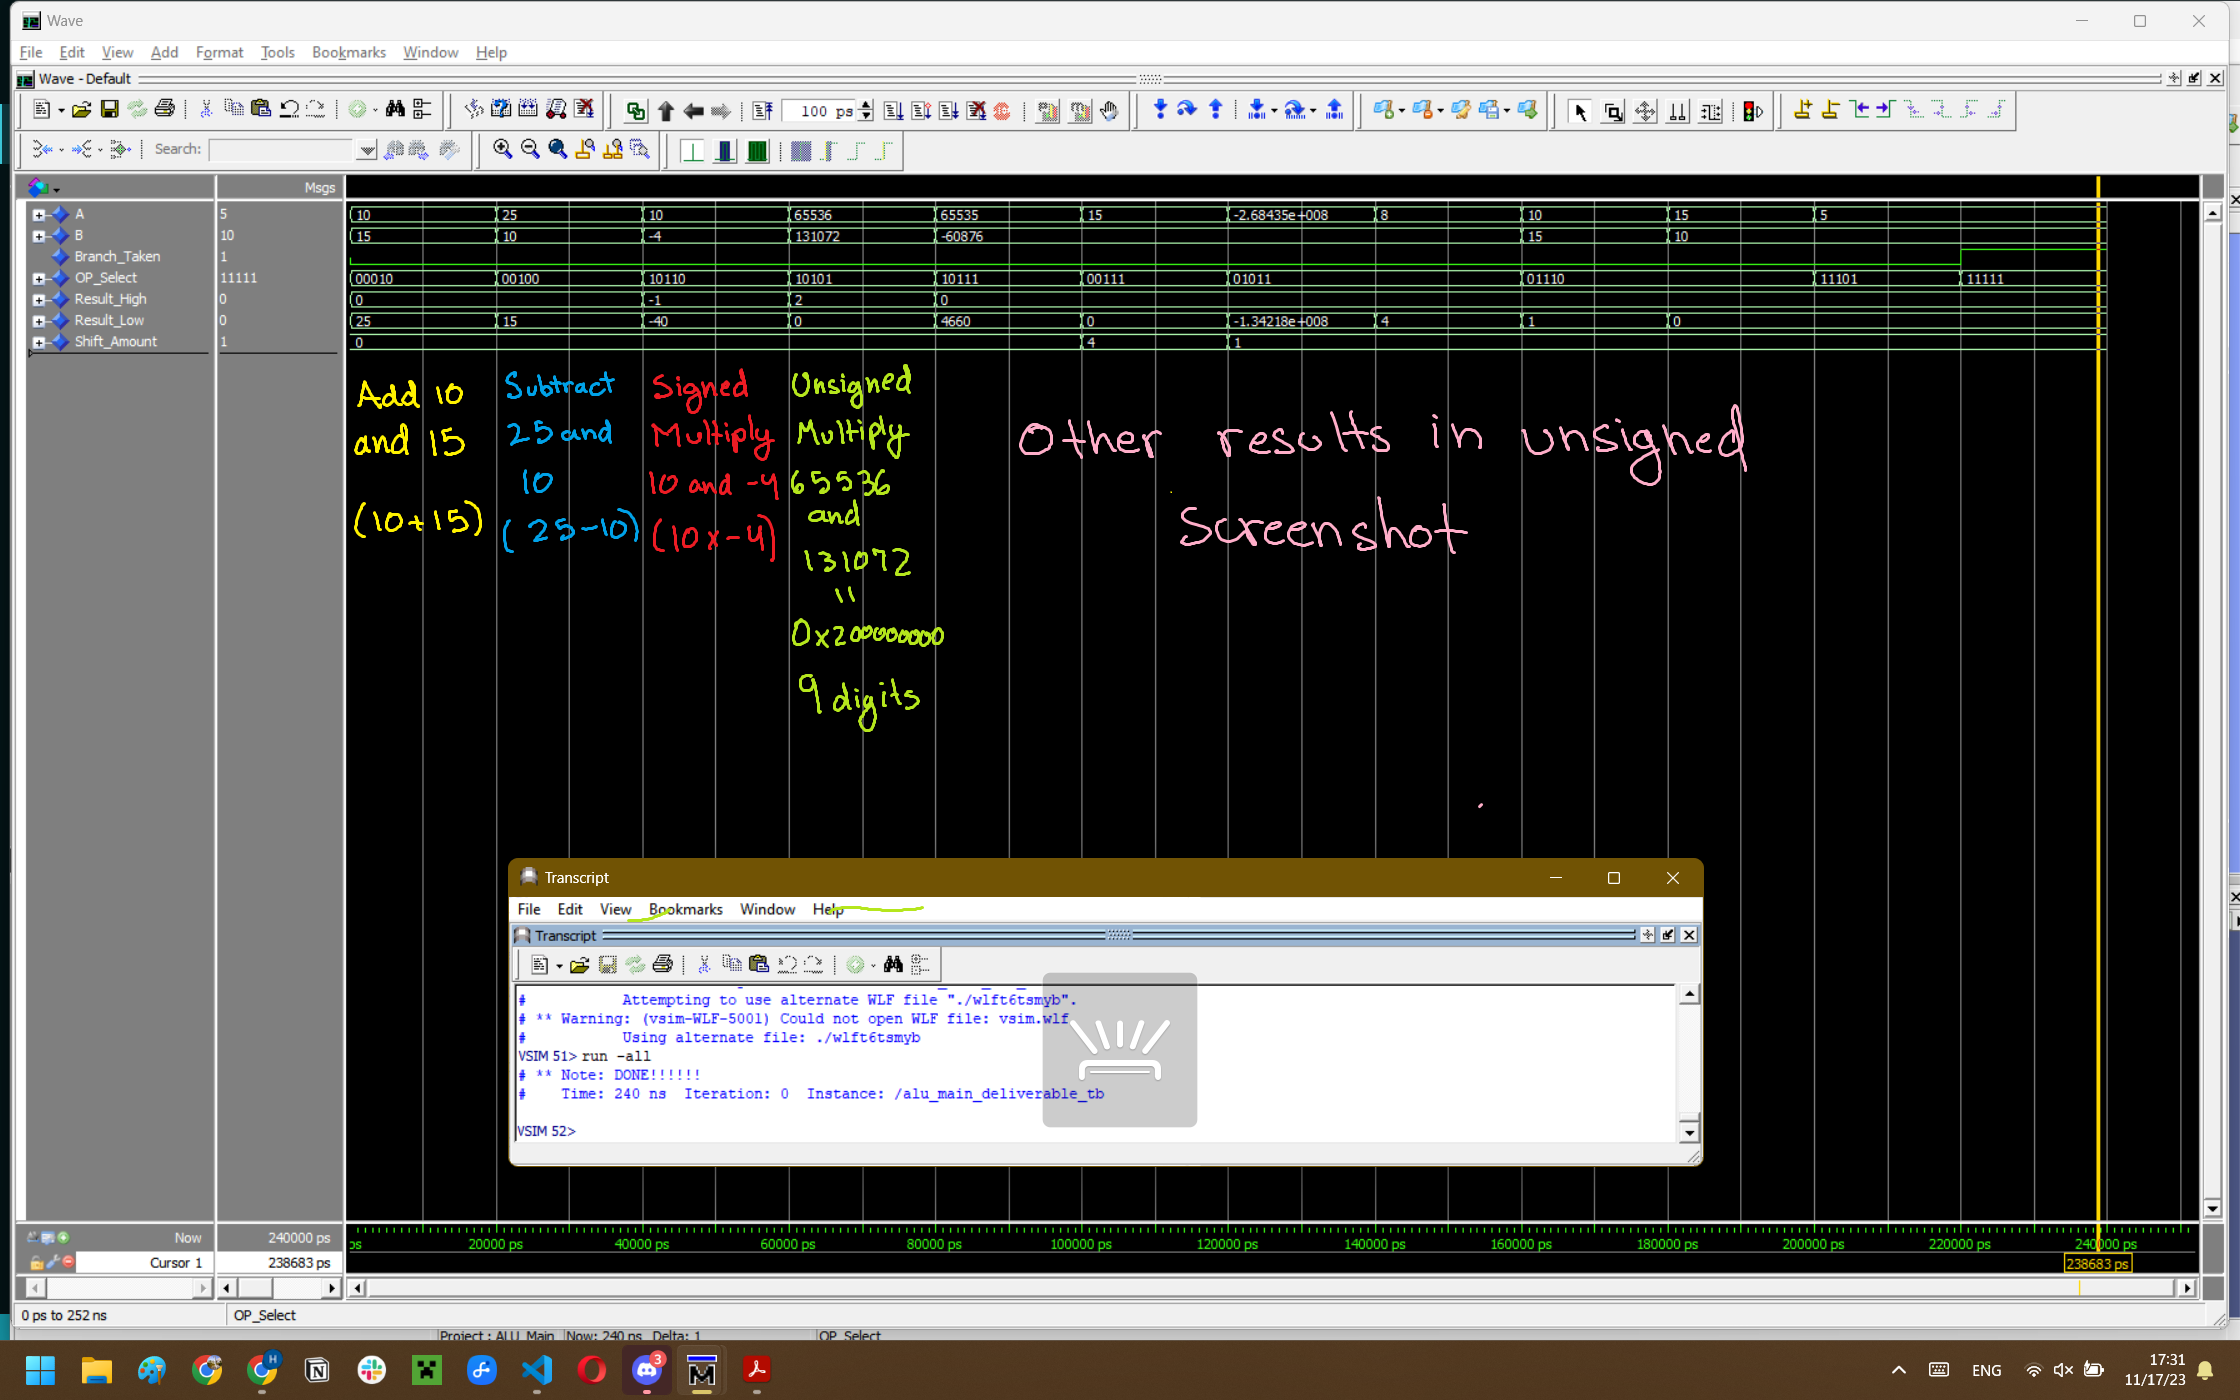 Wave
File Edit View Add Format Tools Bookmarks Window Help
Wave - Default
100 ps
Search:
Msgs
A 5 10 25 10 65536 65535 15 -2.68435e+008 8 10 15 5
B 10 15 10 -4 131072 -60876 15 10
Branch_Taken 1
OP_Select 11111 00010 00100 10110 10101 10111 00111 01011 01110 11101 11111
Result_High 0 0 -1 2 0
Result_Low 0 25 15 -40 0 4660 0 -1.34218e+008 4 1 0
Shift_Amount 1 0 4 1
Add 10
and 15
(10+15)
Subtract
25 and
10
(25-10)
Signed
Multiply
10 and -4
(10x-4)
Unsigned
Multiply
65536
and
131072
=
0x200000000
9 digits
Other results in unsigned
screenshot
Transcript
File Edit View Bookmarks Window Help
Transcript
# Attempting to use alternate WLF file "./wlft6tsmyb".
# ** Warning: (vsim-WLF-5001) Could not open WLF file: vsim.wlf
# Using alternate file: ./wlft6tsmyb
VSIM 51> run -all
# ** Note: DONE!!!!!!
# Time: 240 ns Iteration: 0 Instance: /alu_main_deliverable_tb
VSIM 52>
Now 240000 ps
ps 20000 ps 40000 ps 60000 ps 80000 ps 100000 ps 120000 ps 140000 ps 160000 ps 180000 ps 200000 ps 220000 ps 240000 ps
Cursor 1 238683 ps 238683 ps
0 ps to 252 ns OP_Select
Project : ALU_Main Now: 240 ns Delta: 1 OP_Select
H
3
ENG
17:31
11/17/23